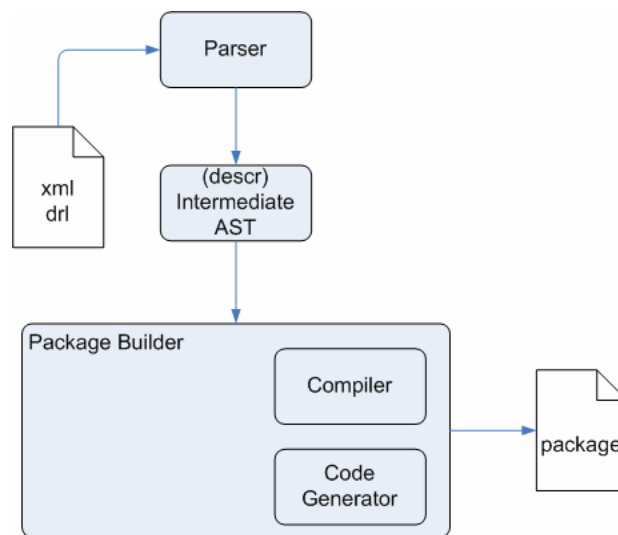 Parser
xml
drl
(descr)
Intermediate
AST
Package Builder
Compiler
Code
Generator
package